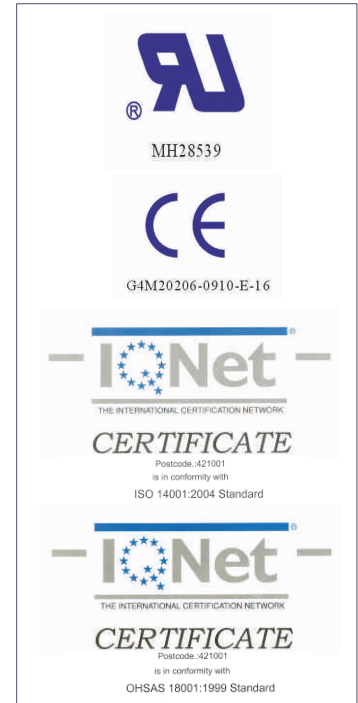 ®
MH28539
CE
G4M20206-0910-E-16
®
IQNet
THE INTERNATIONAL CERTIFICATION NETWORK
CERTIFICATE
Postcode.:421001
is in conformity with
ISO 14001:2004 Standard
®
IQNet
THE INTERNATIONAL CERTIFICATION NETWORK
CERTIFICATE
Postcode.:421001
is in conformity with
OHSAS 18001:1999 Standard